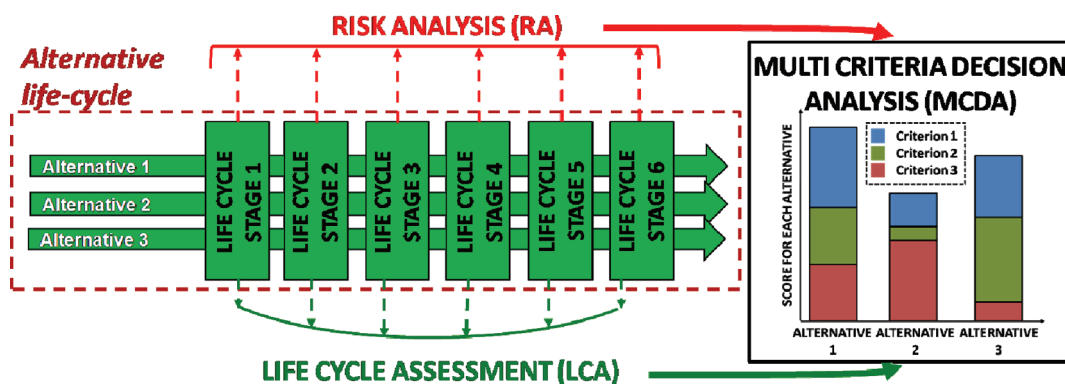 RISK ANALYSIS (RA)
Alternative
life-cycle
Alternative 1
Alternative 2
Alternative 3
LIFE CYCLE
STAGE 1
LIFE CYCLE
STAGE 2
LIFE CYCLE
STAGE 3
LIFE CYCLE
STAGE 4
LIFE CYCLE
STAGE 5
LIFE CYCLE
STAGE 6
LIFE CYCLE ASSESSMENT (LCA)
MULTI CRITERIA DECISION
ANALYSIS (MCDA)
SCORE FOR EACH ALTERNATIVE
Criterion 1
Criterion 2
Criterion 3
ALTERNATIVE
1
ALTERNATIVE
2
ALTERNATIVE
3